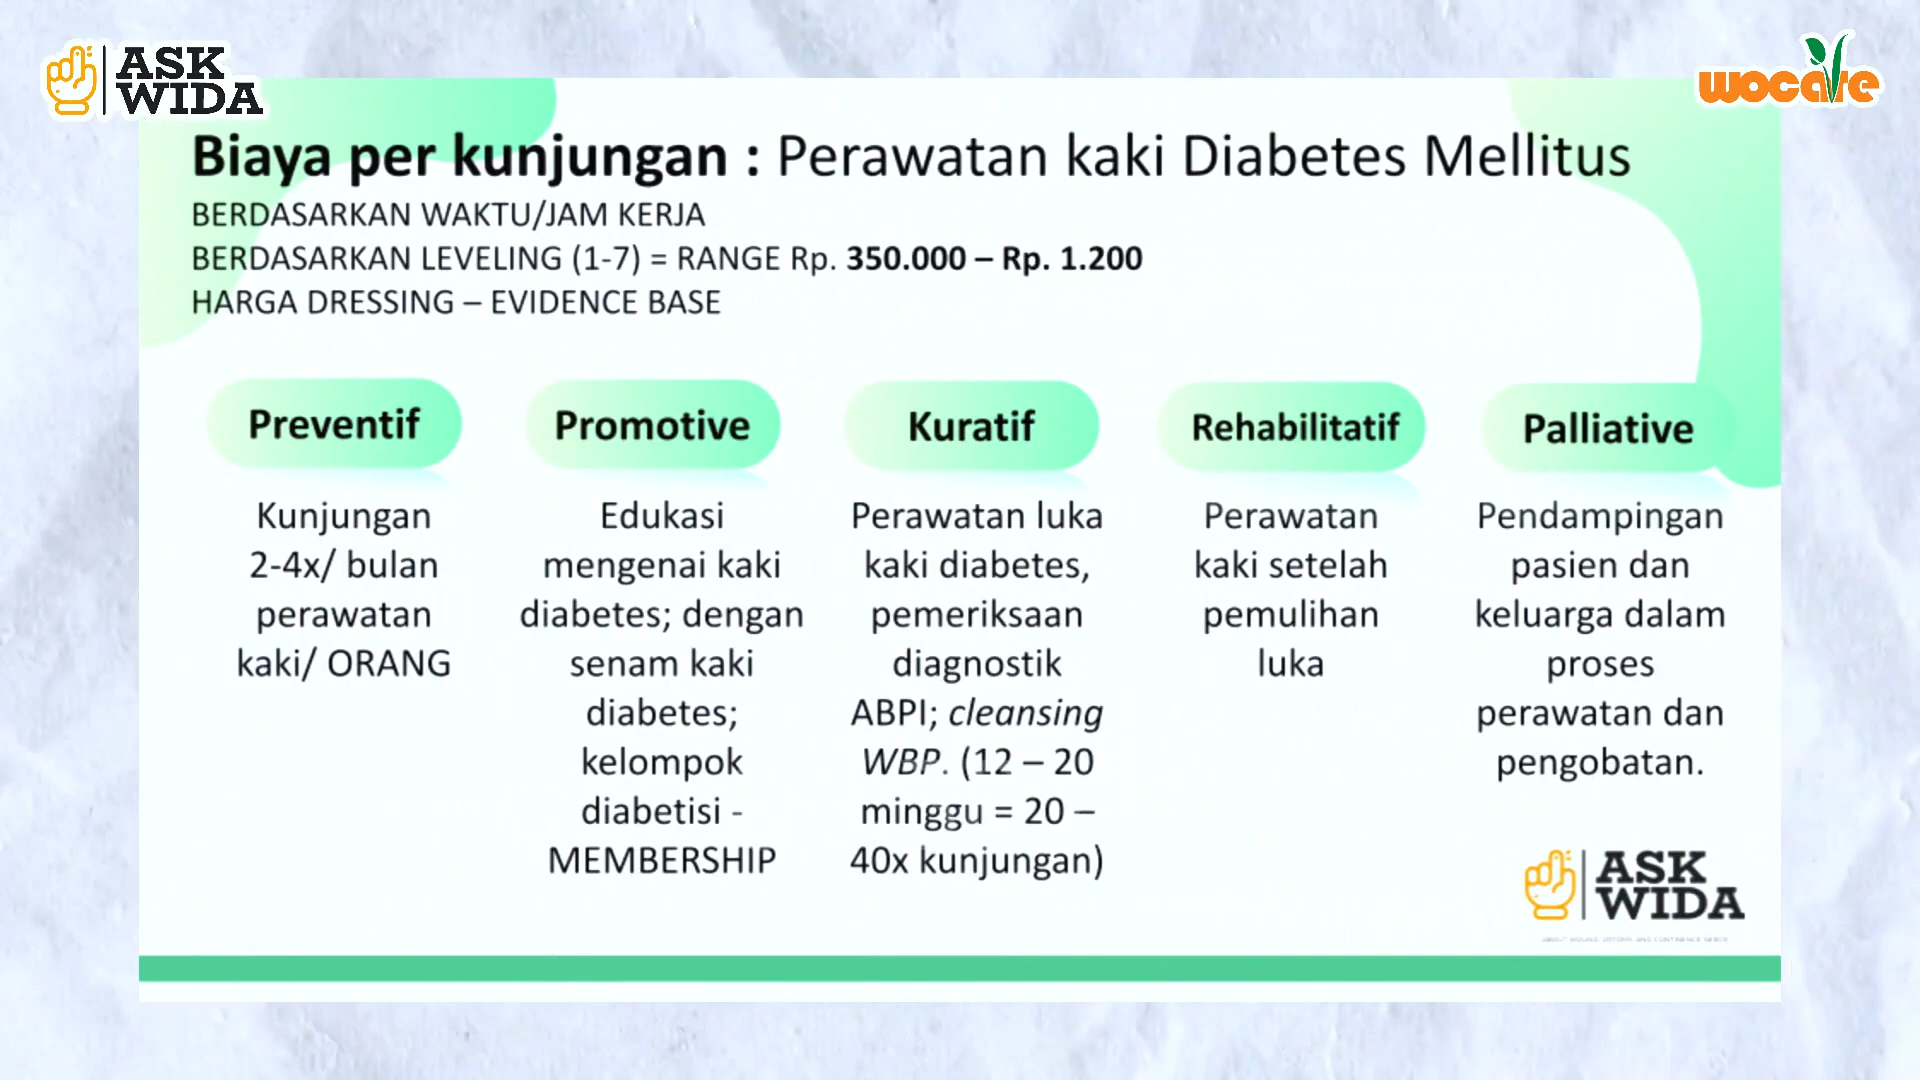 ASK
WIDA
wocare
Biaya per kunjungan : Perawatan kaki Diabetes Mellitus
BERDASARKAN WAKTU/JAM KERJA
BERDASARKAN LEVELING (1-7) = RANGE Rp. 350.000 – Rp. 1.200
HARGA DRESSING – EVIDENCE BASE
Preventif
Kunjungan
2-4x/ bulan
perawatan
kaki/ ORANG
Promotive
Edukasi
mengenai kaki
diabetes; dengan
senam kaki
diabetes;
kelompok
diabetisi -
MEMBERSHIP
Kuratif
Perawatan luka
kaki diabetes,
pemeriksaan
diagnostik
ABPI; cleansing
WBP. (12 – 20
minggu = 20 –
40x kunjungan)
Rehabilitatif
Perawatan
kaki setelah
pemulihan
luka
Palliative
Pendampingan
pasien dan
keluarga dalam
proses
perawatan dan
pengobatan.
ASK
WIDA